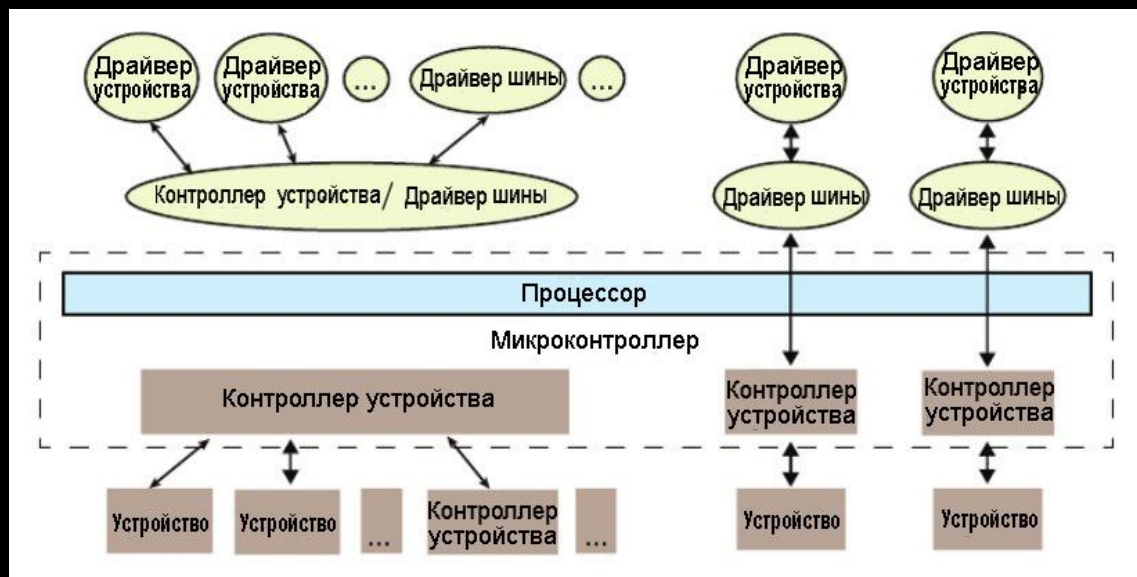 Драйвер
устройства
Драйвер
устройства
...
Драйвер шины
...
Драйвер
устройства
Драйвер
устройства
Контроллер устройства / Драйвер шины
Драйвер шины
Драйвер шины
Процессор
Микроконтроллер
Контроллер устройства
Контроллер
устройства
Контроллер
устройства
Устройство
Устройство
...
Контроллер
устройства
...
Устройство
Устройство